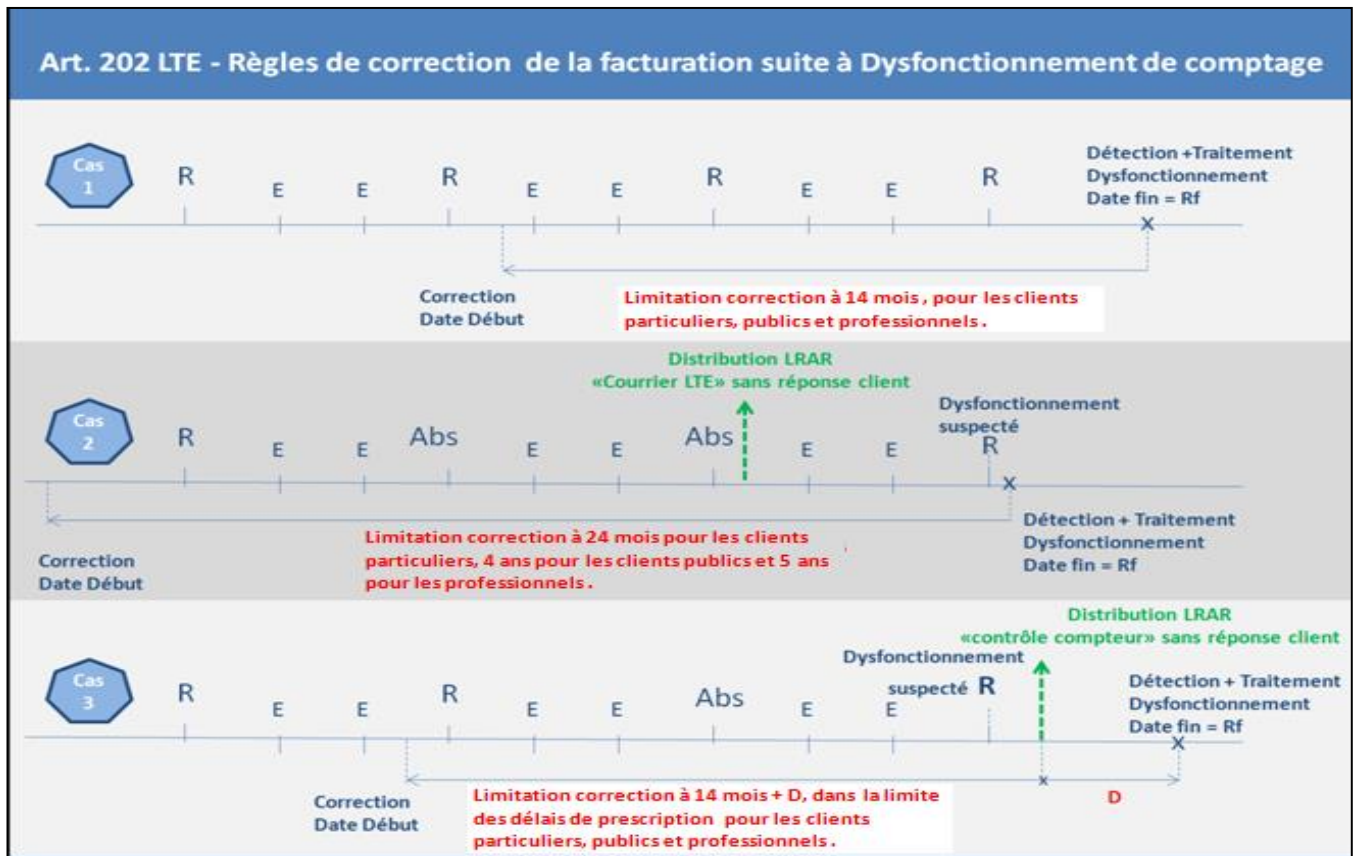 Art. 202 LTE - Règles de correction de la facturation suite à Dysfonctionnement de comptage
Cas
1
R
E
E
R
E
E
R
E
E
R
Détection +Traitement
Dysfonctionnement
Date fin = Rf
x
Correction
Date Début
Limitation correction à 14 mois , pour les clients
particuliers, publics et professionnels .
Distribution LRAR
«Courrier LTE» sans réponse client
Cas
2
R
E
E
Abs
E
E
Abs
E
E
Dysfonctionnement
suspecté
R
x
Détection + Traitement
Dysfonctionnement
Date fin = Rf
Correction
Date Début
Limitation correction à 24 mois pour les clients
particuliers, 4 ans pour les clients publics et 5 ans
pour les professionnels .
Distribution LRAR
«contrôle compteur» sans réponse client
Cas
3
R
E
E
R
E
E
Abs
E
E
Dysfonctionnement
suspecté R
Détection + Traitement
Dysfonctionnement
Date fin = Rf
x
x
D
Correction
Date Début
Limitation correction à 14 mois + D, dans la limite
des délais de prescription pour les clients
particuliers, publics et professionnels .